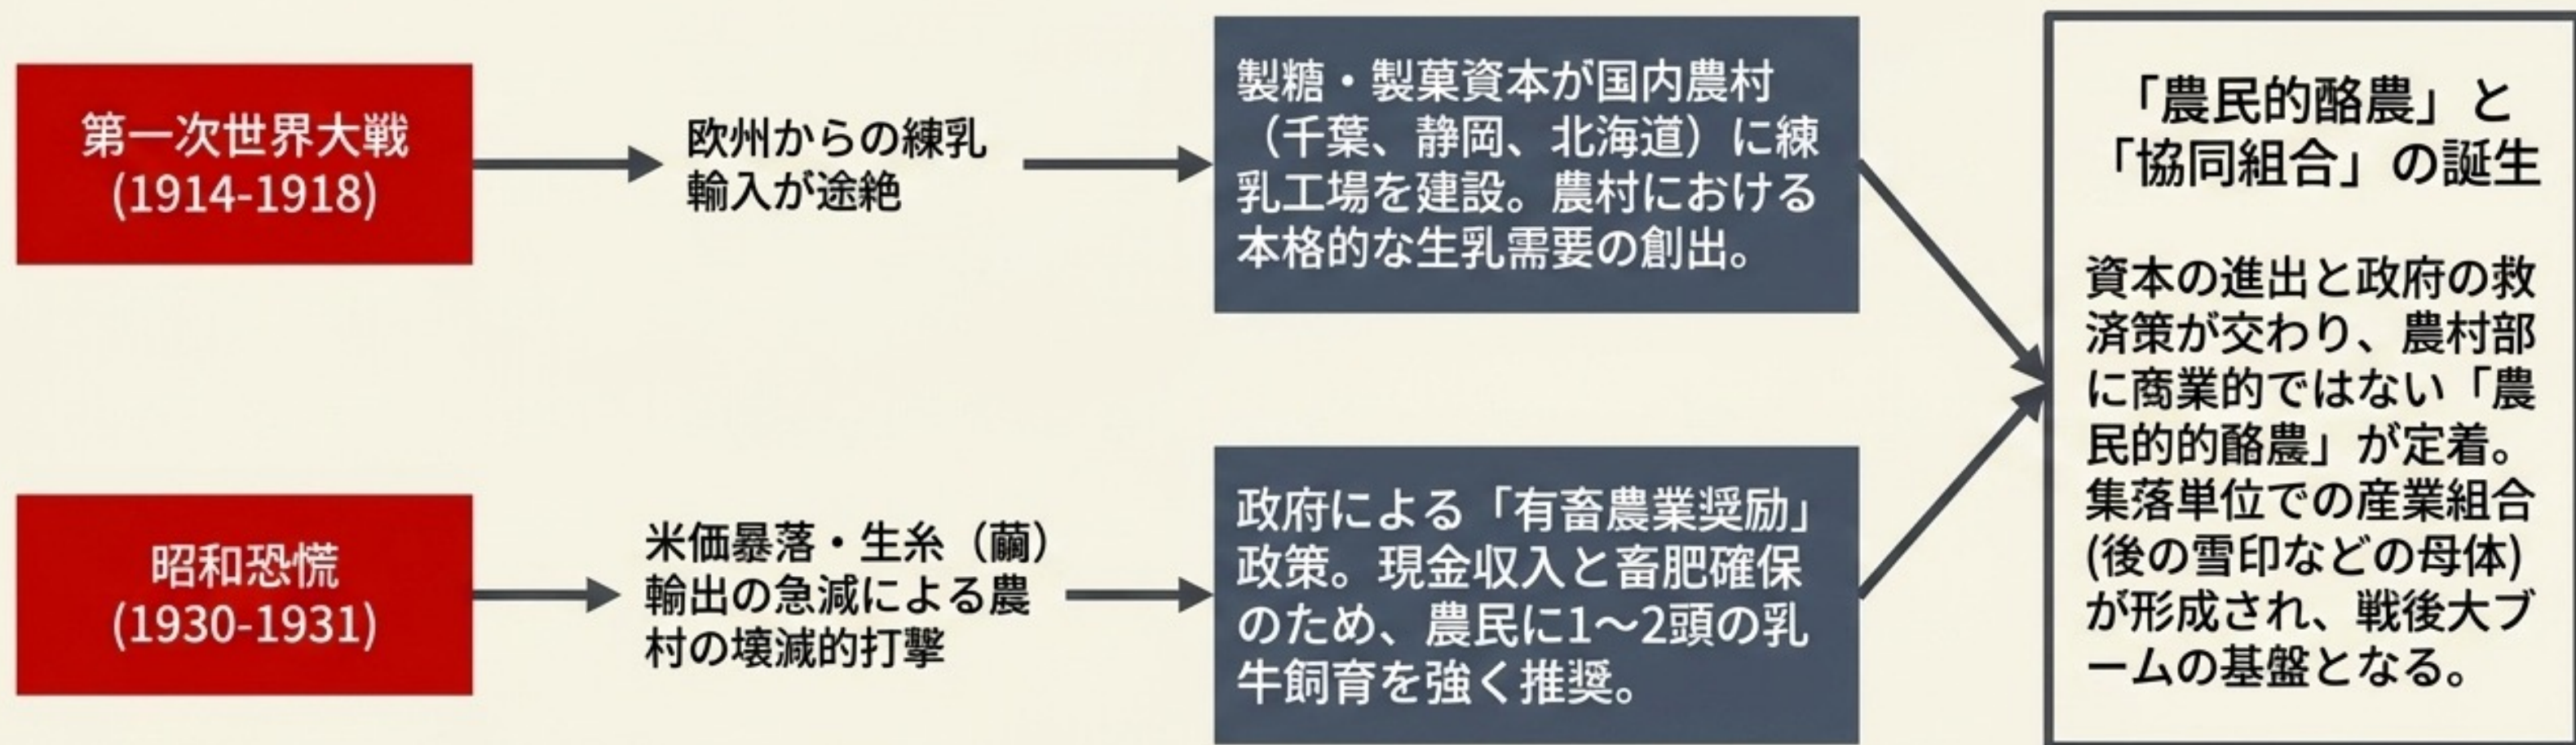 第一次世界大戦
(1914-1918)
欧州からの練乳
輸入が途絶
製糖・製菓資本が国内農村
（千葉、静岡、北海道）に練
乳工場を建設。農村における
本格的な生乳需要の創出。
昭和恐慌
(1930-1931)
米価暴落・生糸（繭）
輸出の急減による農
村の壊滅的打撃
政府による「有畜農業奨励」
政策。現金収入と畜肥確保
のため、農民に1〜2頭の乳
牛飼育を強く推奨。
「農民的酪農」と
「協同組合」の誕生
資本の進出と政府の救
済策が交わり、農村部
に商業的ではない「農
民的的酪農」が定着。
集落単位での産業組合
(後の雪印などの母体)
が形成され、戦後大ブ
ームの基盤となる。